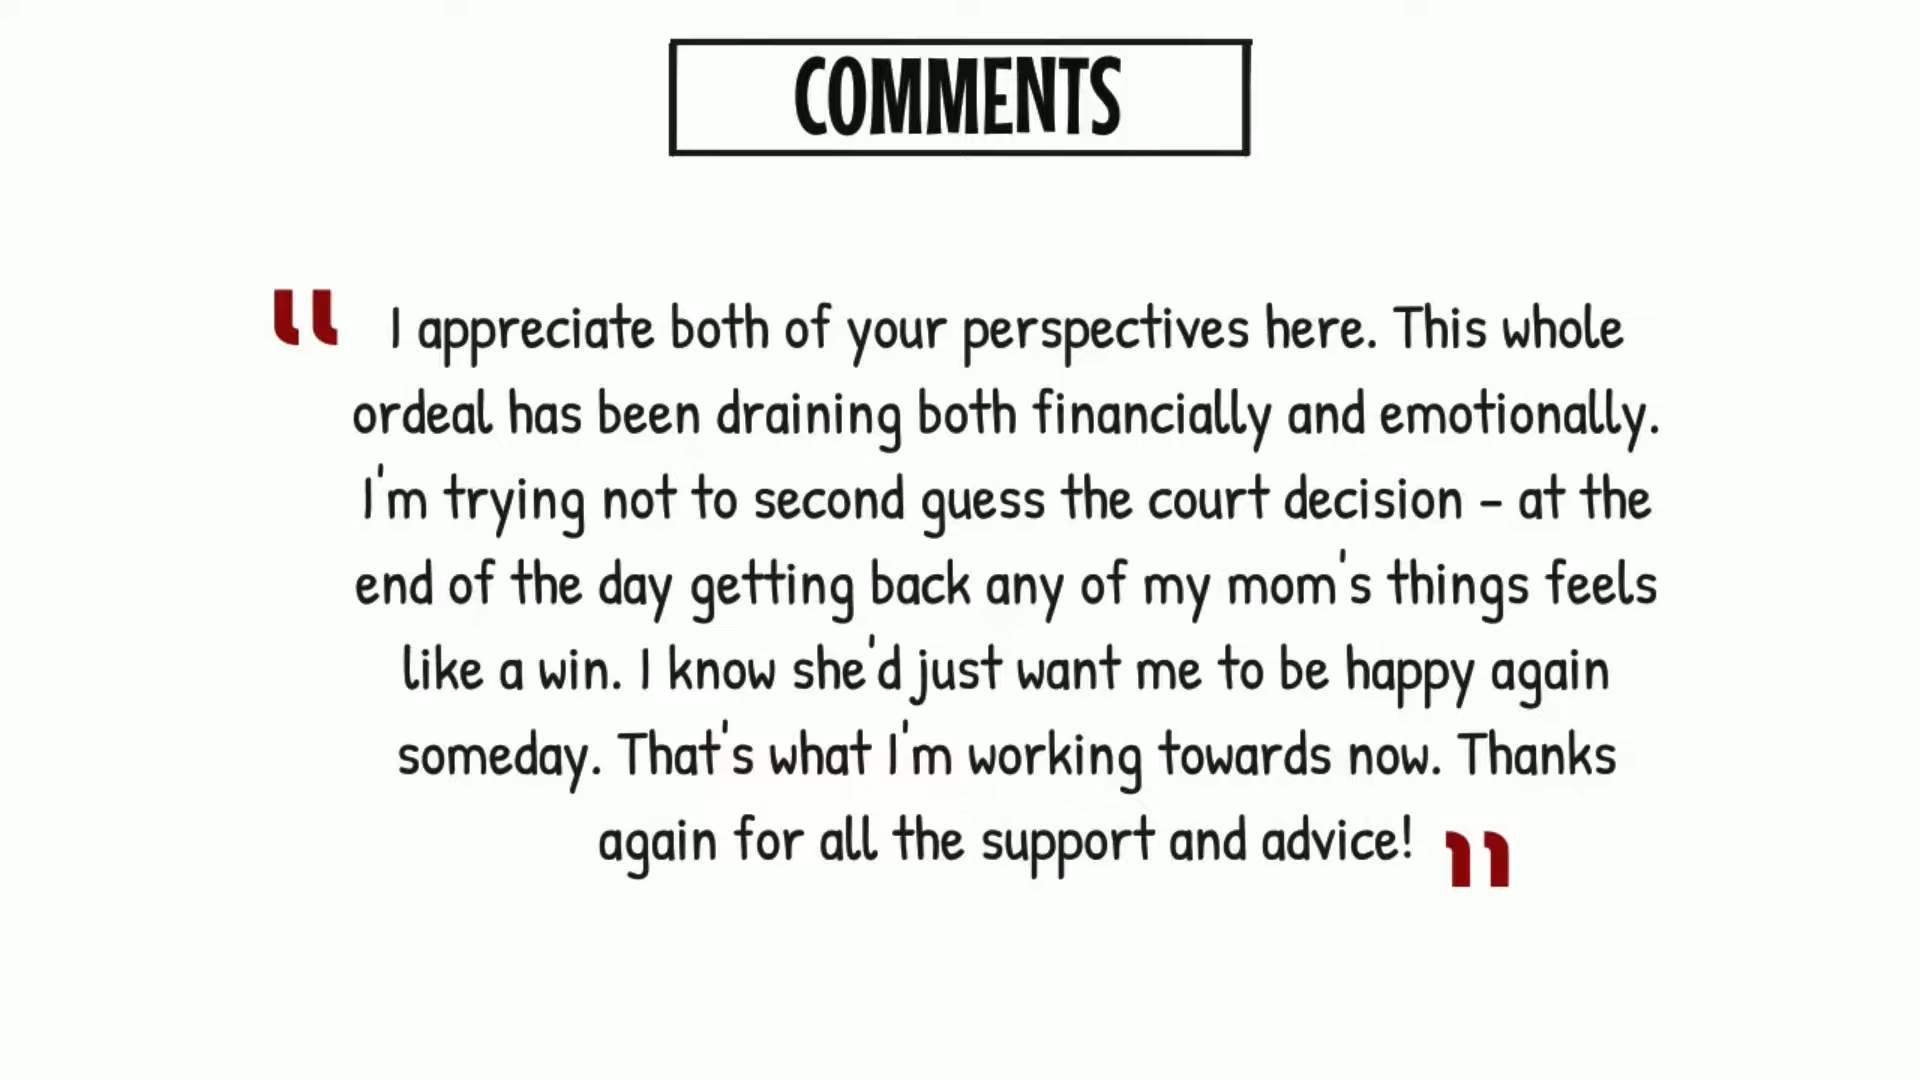 COMMENTS
"I appreciate both of your perspectives here. This whole
ordeal has been draining both financially and emotionally.
I'm trying not to second guess the court decision - at the
end of the day getting back any of my mom's things feels
like a win. I know she'd just want me to be happy again
someday. That's what I'm working towards now. Thanks
again for all the support and advice!"